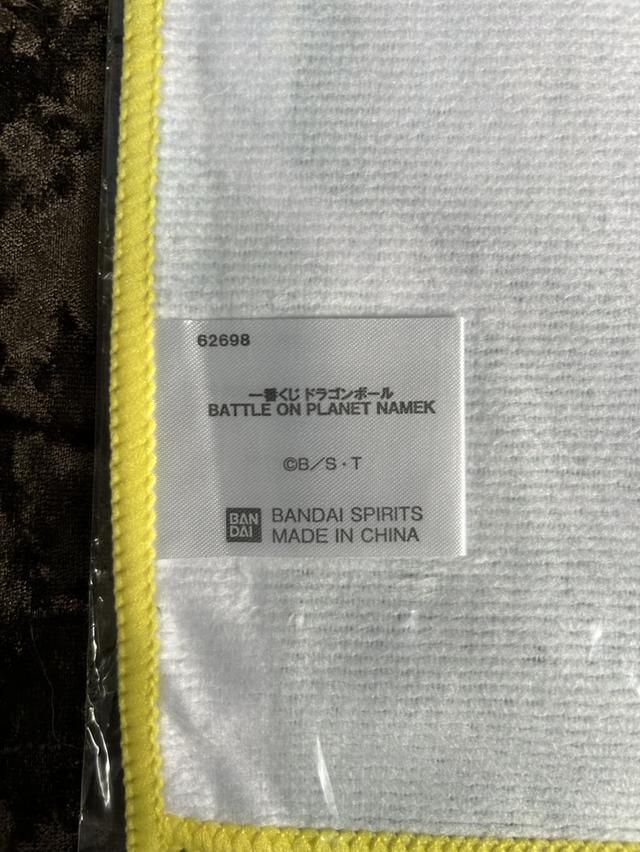 62698
一番くじ ドラゴンボール
BATTLE ON PLANET NAMEK
©B/S・T
BAN
DAI
BANDAI SPIRITS
MADE IN CHINA